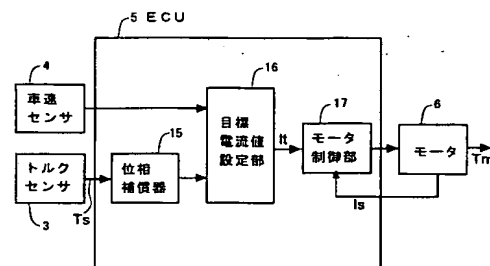 5 ECU
4
車速
センサ
トルク
センサ
3
Ts
15
位相
補償器
16
目標
電流値
設定部
It
17
モータ
制御部
Is
6
モータ
Tm